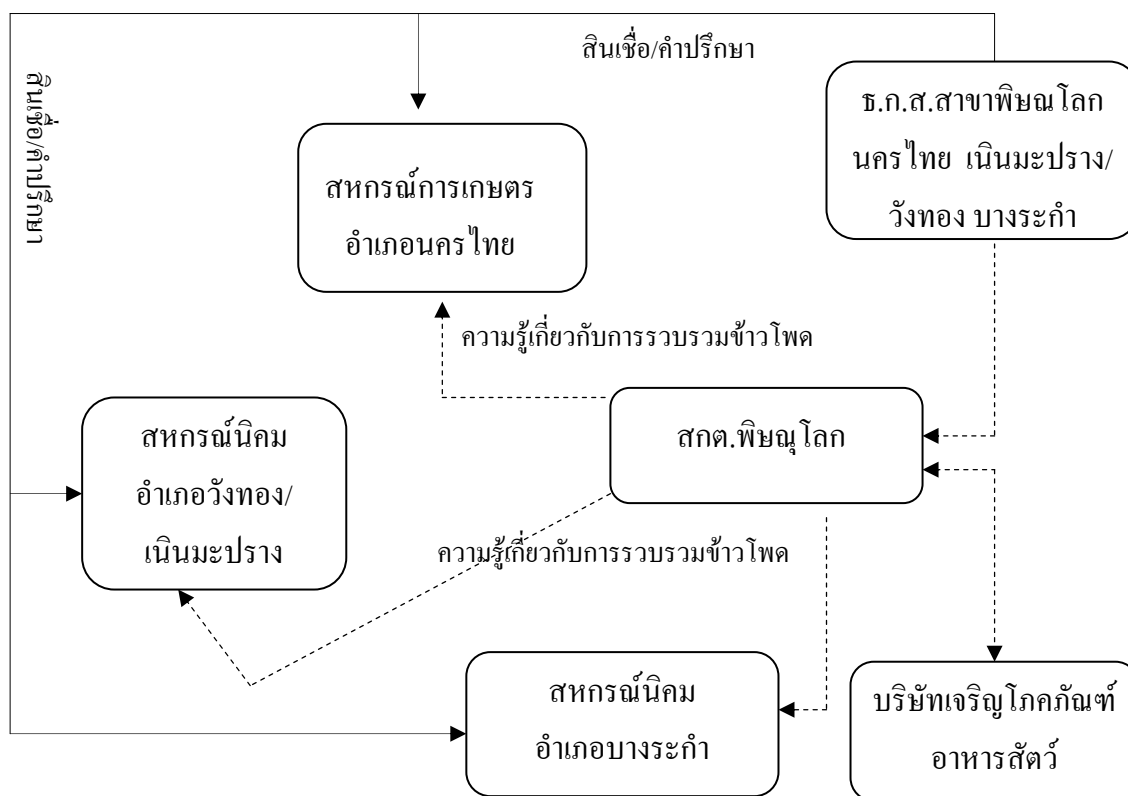 สินเชื่อ/คำปรึกษา
สินเชื่อ/คำปรึกษา
ธ.ก.ส.สาขาพิษณโลก
นครไทย เนินมะปราง/
วังทอง บางระกำ
สหกรณ์การเกษตร
อำเภอนครไทย
ความรู้เกี่ยวกับการรวบรวมข้าวโพด
สหกรณ์นิคม
อำเภอวังทอง/
เนินมะปราง
สกต.พิษณุโลก
ความรู้เกี่ยวกับการรวบรวมข้าวโพด
สหกรณ์นิคม
อำเภอบางระกำ
บริษัทเจริญโภคภัณฑ์
อาหารสัตว์